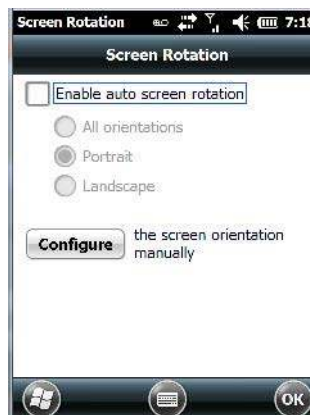 Screen Rotation 7:18
Screen Rotation
Enable auto screen rotation
All orientations
Portrait
Landscape
Configure the screen orientation
manually
OK